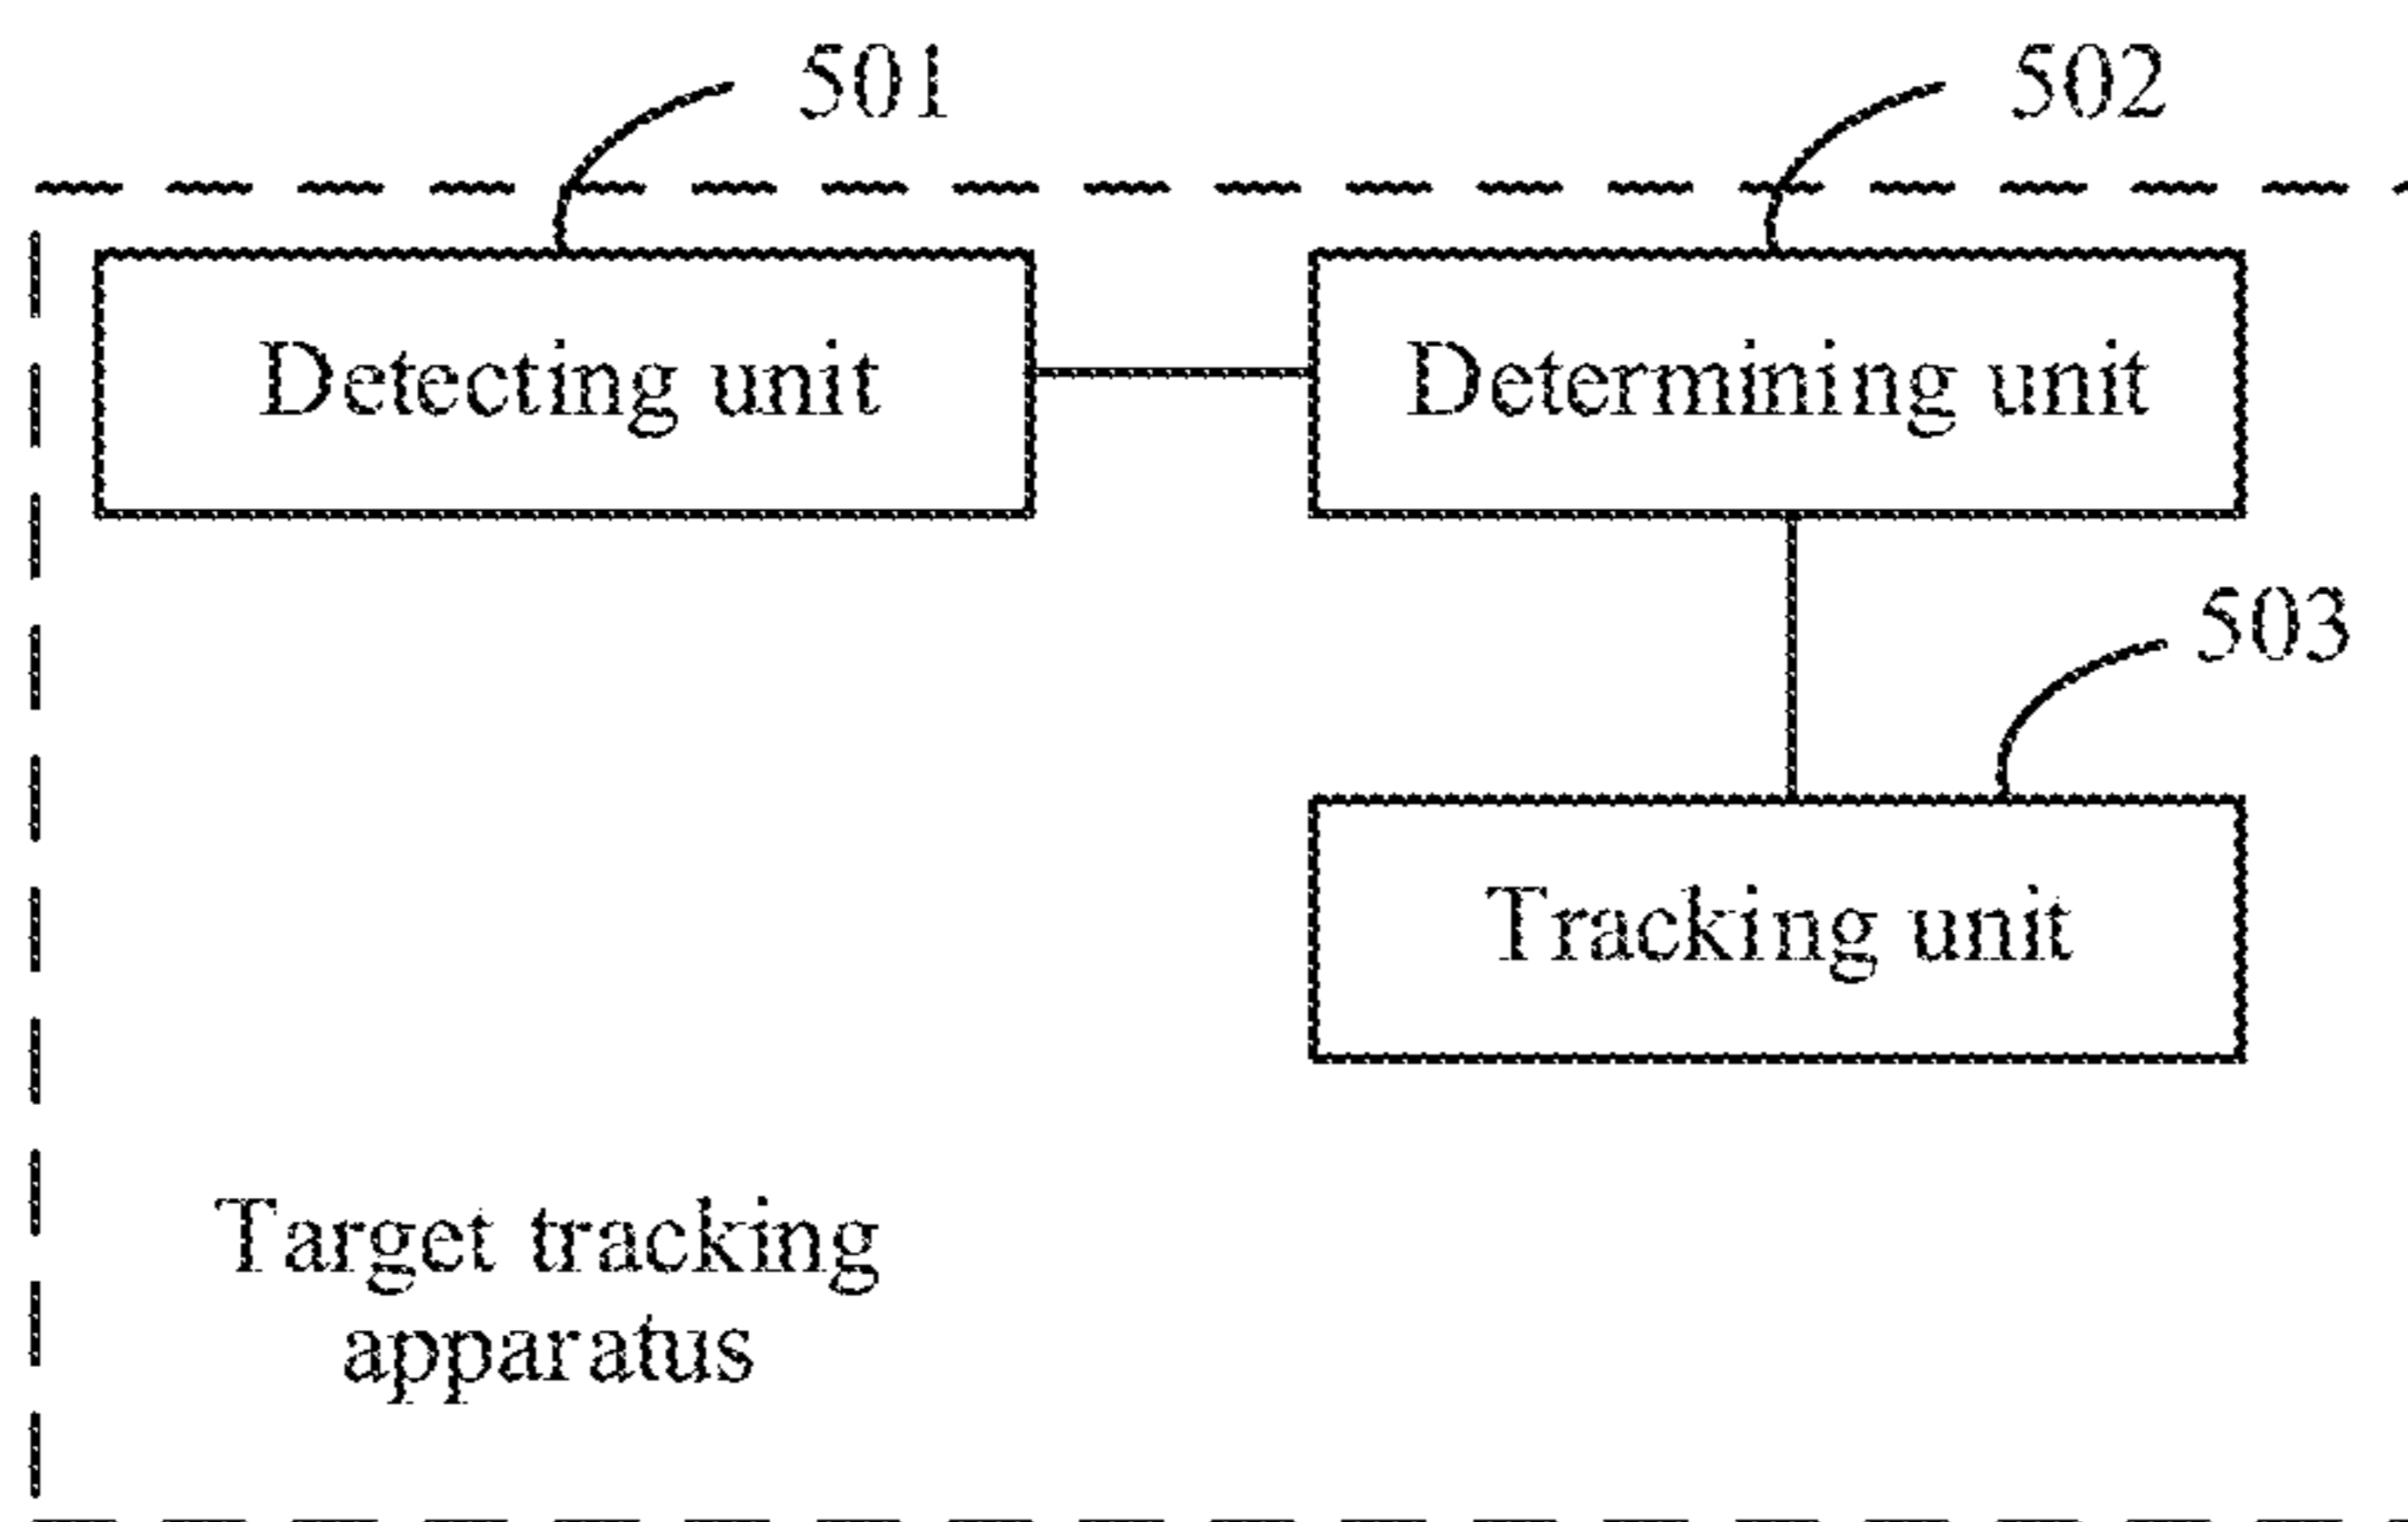 501
502
Detecting unit
Determining unit
503
Tracking unit
Target tracking
apparatus